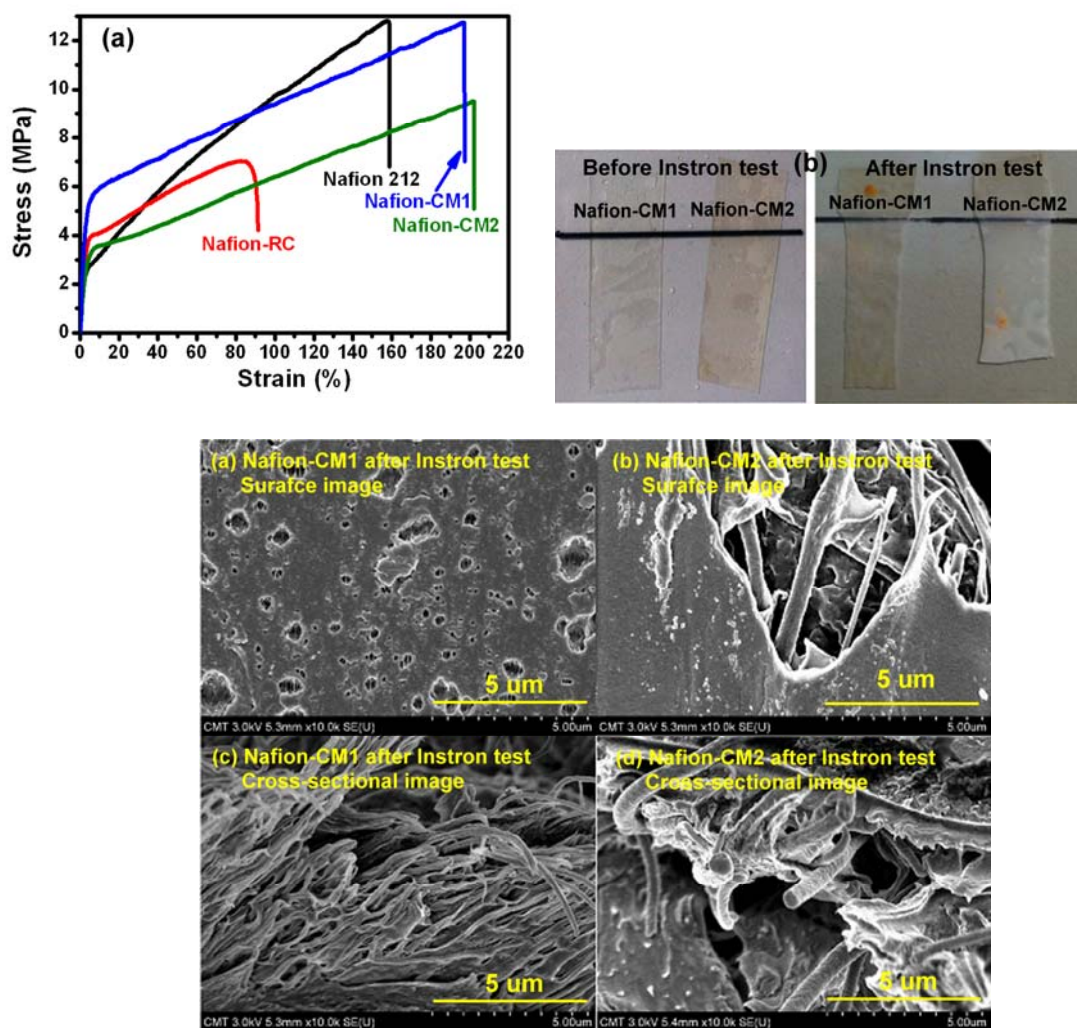 (a)
12
10
8
6
4
2
0
Stress (MPa)
Nafion 212
Nafion-CM1
Nafion-CM2
Nafion-RC
0 20 40 60 80 100 120 140 160 180 200 220
Strain (%)
Before Instron test (b) After Instron test
Nafion-CM1 Nafion-CM2 Nafion-CM1 Nafion-CM2
(a) Nafion-CM1 after Instron test
Surafce image
5 um
CMT 3.0kV 5.3mm x10.0k SE(U) 5.00um
(b) Nafion-CM2 after Instron test
Surafce image
5 um
CMT 3.0kV 5.3mm x10.0k SE(U) 5.00um
(c) Nafion-CM1 after Instron test
Cross-sectional image
5 um
CMT 3.0kV 5.3mm x10.0k SE(U) 5.00um
(d) Nafion-CM2 after Instron test
Cross-sectional image
5 um
CMT 3.0kV 5.4mm x10.0k SE(U) 5.00um